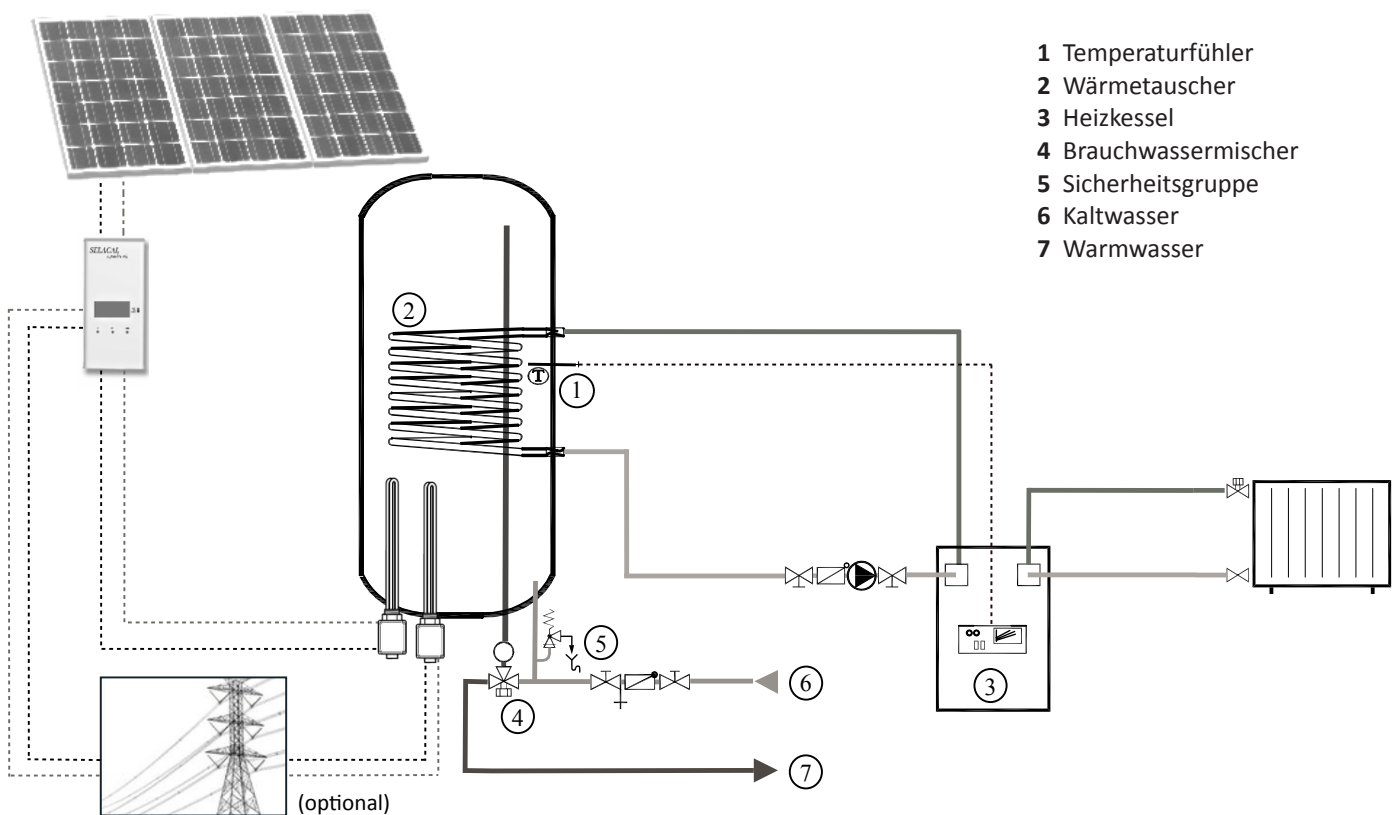 1 Temperaturfühler
2 Wärmetauscher
3 Heizkessel
4 Brauchwassermischer
5 Sicherheitsgruppe
6 Kaltwasser
7 Warmwasser
2
T
1
5
6
3
4
7
(optional)